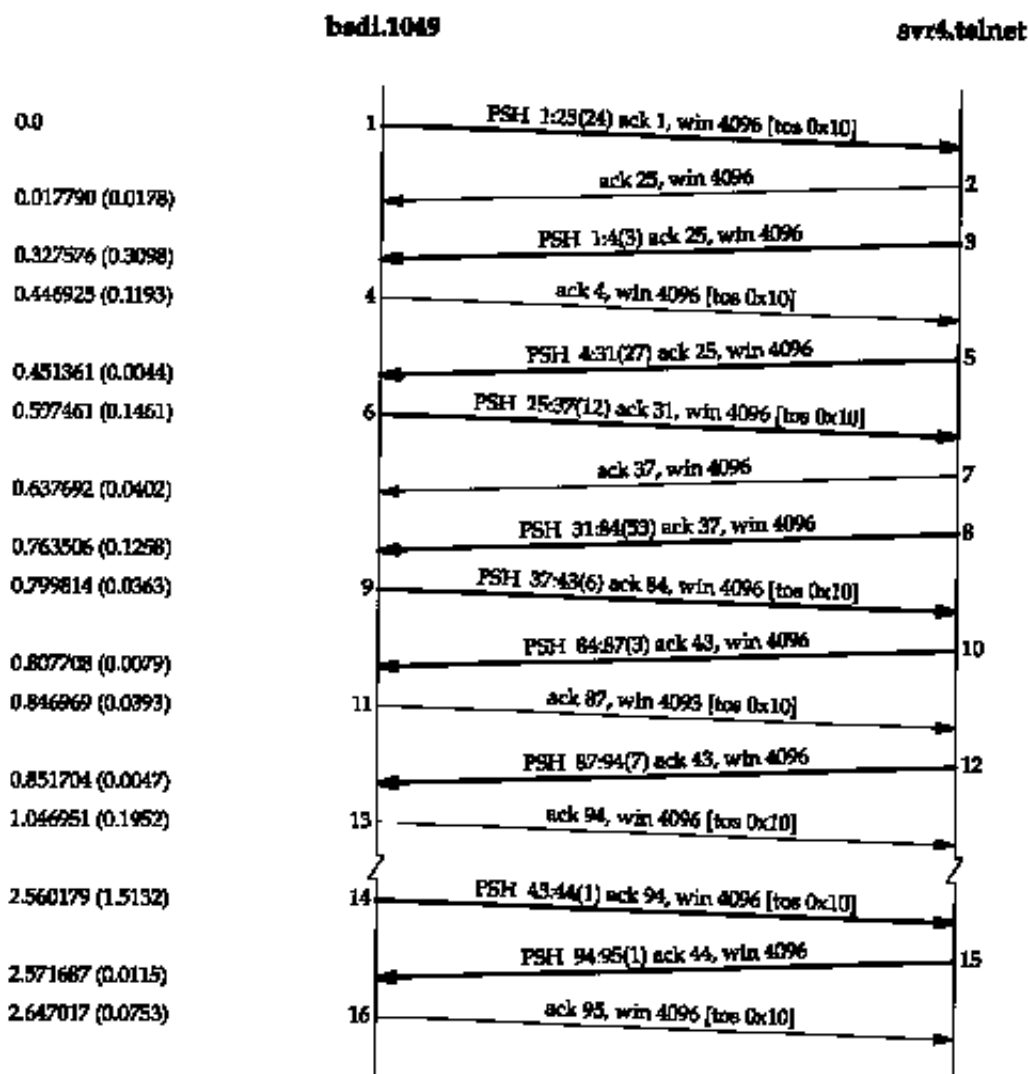 bsdi.1049
svr4.telnet
0.0
1
PSH 1:25(24) ack 1, win 4096 [tos 0x10]
0.017790 (0.0178)
ack 25, win 4096
2
0.327576 (0.3098)
PSH 1:4(3) ack 25, win 4096
3
0.446925 (0.1193)
4
ack 4, win 4096 [tos 0x10]
0.451361 (0.0044)
PSH 4:31(27) ack 25, win 4096
5
0.597461 (0.1461)
6
PSH 25:37(12) ack 31, win 4096 [tos 0x10]
0.637692 (0.0402)
ack 37, win 4096
7
0.763506 (0.1258)
PSH 31:84(53) ack 37, win 4096
8
0.799814 (0.0363)
9
PSH 37:43(6) ack 84, win 4096 [tos 0x10]
0.807708 (0.0079)
PSH 84:87(3) ack 43, win 4096
10
0.846969 (0.0393)
11
ack 87, win 4093 [tos 0x10]
0.851704 (0.0047)
PSH 87:94(7) ack 43, win 4096
12
1.046951 (0.1952)
13
ack 94, win 4096 [tos 0x10]
2.560179 (1.5132)
14
PSH 43:44(1) ack 94, win 4096 [tos 0x10]
2.571687 (0.0115)
PSH 94:95(1) ack 44, win 4096
15
2.647017 (0.0753)
16
ack 95, win 4096 [tos 0x10]